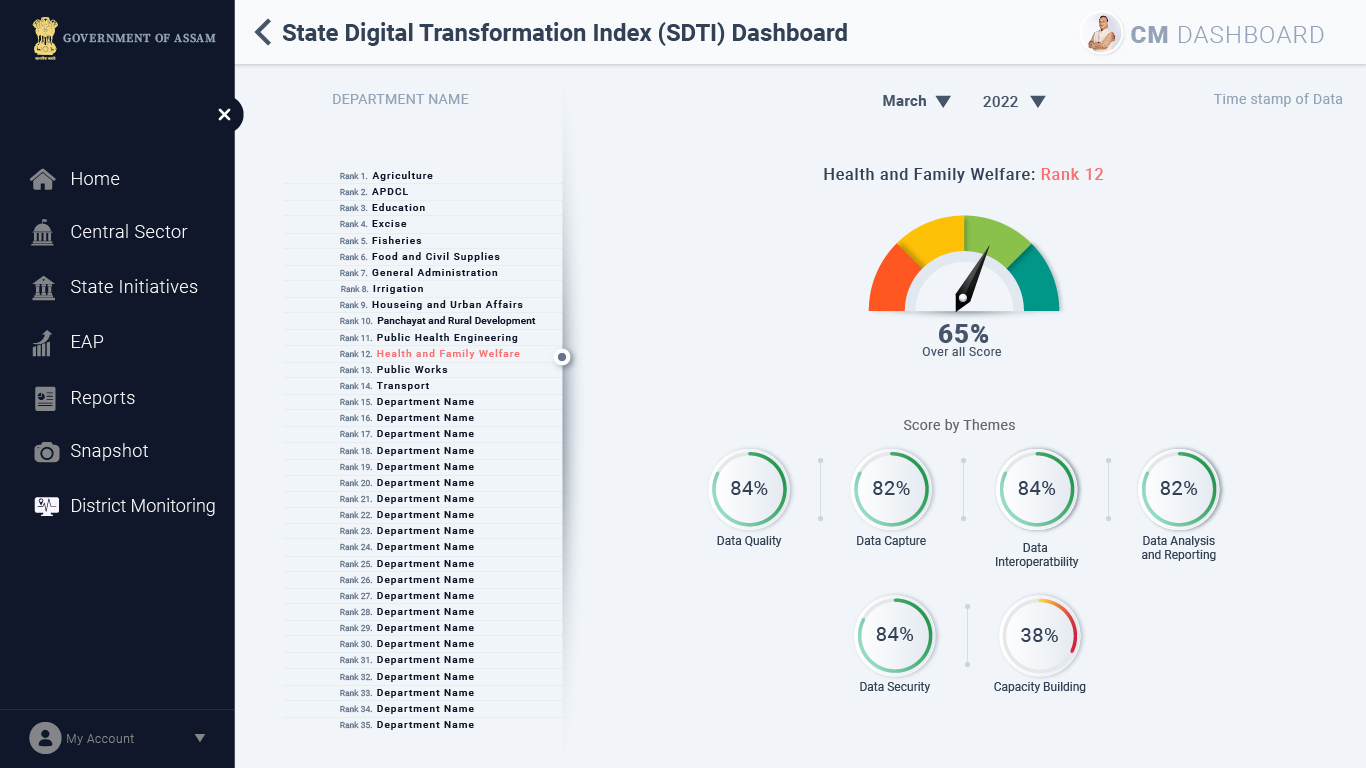 GOVERNMENT OF ASSAM
Home
Central Sector
State Initiatives
EAP
Reports
Snapshot
District Monitoring
My Account
State Digital Transformation Index (SDTI) Dashboard
CM DASHBOARD
DEPARTMENT NAME
Rank 1. Agriculture
Rank 2. APDCL
Rank 3. Education
Rank 4. Excise
Rank 5. Fisheries
Rank 6. Food and Civil Supplies
Rank 7. General Administration
Rank 8. Irrigation
Rank 9. Houseing and Urban Affairs
Rank 10. Panchayat and Rural Development
Rank 11. Public Health Engineering
Rank 12. Health and Family Welfare
Rank 13. Public Works
Rank 14. Transport
Rank 15. Department Name
Rank 16. Department Name
Rank 17. Department Name
Rank 18. Department Name
Rank 19. Department Name
Rank 20. Department Name
Rank 21. Department Name
Rank 22. Department Name
Rank 23. Department Name
Rank 24. Department Name
Rank 25. Department Name
Rank 26. Department Name
Rank 27. Department Name
Rank 28. Department Name
Rank 29. Department Name
Rank 30. Department Name
Rank 31. Department Name
Rank 32. Department Name
Rank 33. Department Name
Rank 34. Department Name
Rank 35. Department Name
March 2022
Time stamp of Data
Health and Family Welfare: Rank 12
65%
Over all Score
Score by Themes
84%
Data Quality
82%
Data Capture
84%
Data
Interoperatbility
82%
Data Analysis
and Reporting
84%
Data Security
38%
Capacity Building